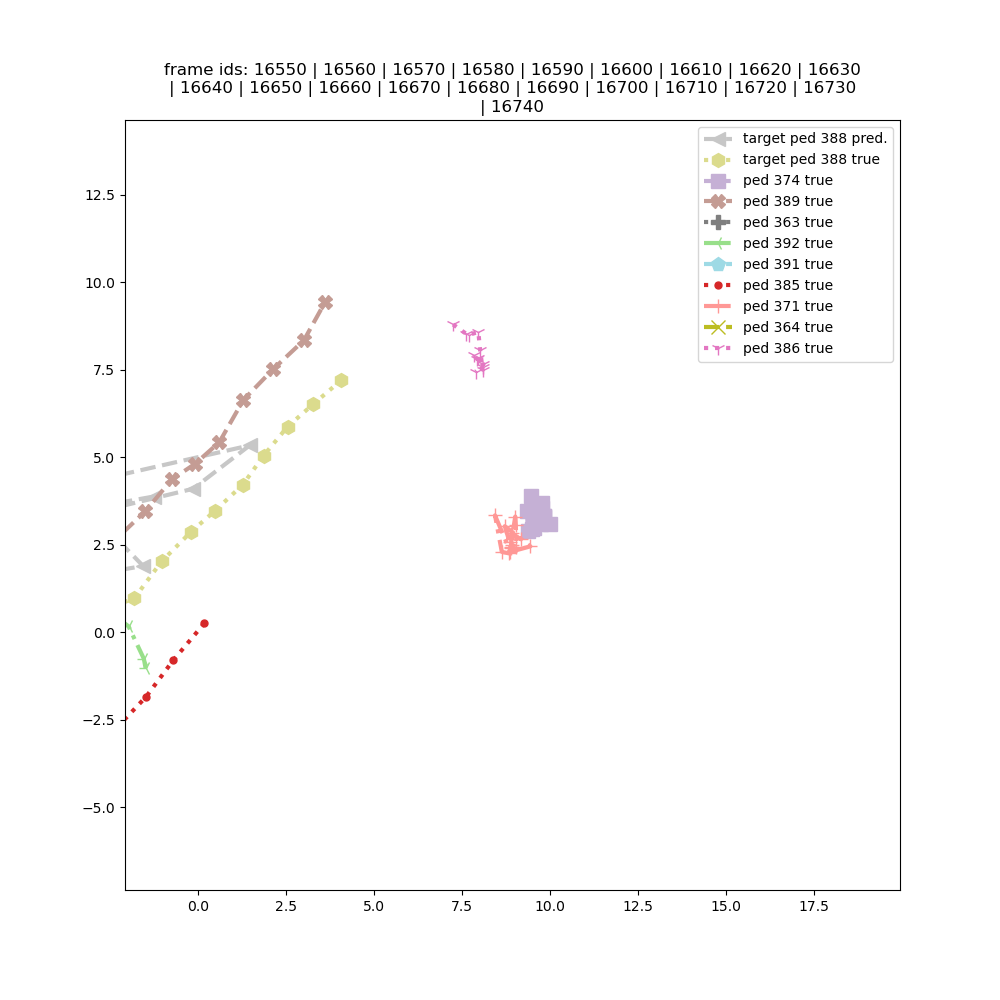 frame ids: 16550 | 16560 | 16570 | 16580 | 16590 | 16600 | 16610 | 16620 | 16630
| 16640 | 16650 | 16660 | 16670 | 16680 | 16690 | 16700 | 16710 | 16720 | 16730
| 16740
target ped 388 pred.
target ped 388 true
ped 374 true
ped 389 true
ped 363 true
ped 392 true
ped 391 true
ped 385 true
ped 371 true
ped 364 true
ped 386 true
12.5
10.0
7.5
5.0
2.5
0.0
−2.5
−5.0
0.0 2.5 5.0 7.5 10.0 12.5 15.0 17.5